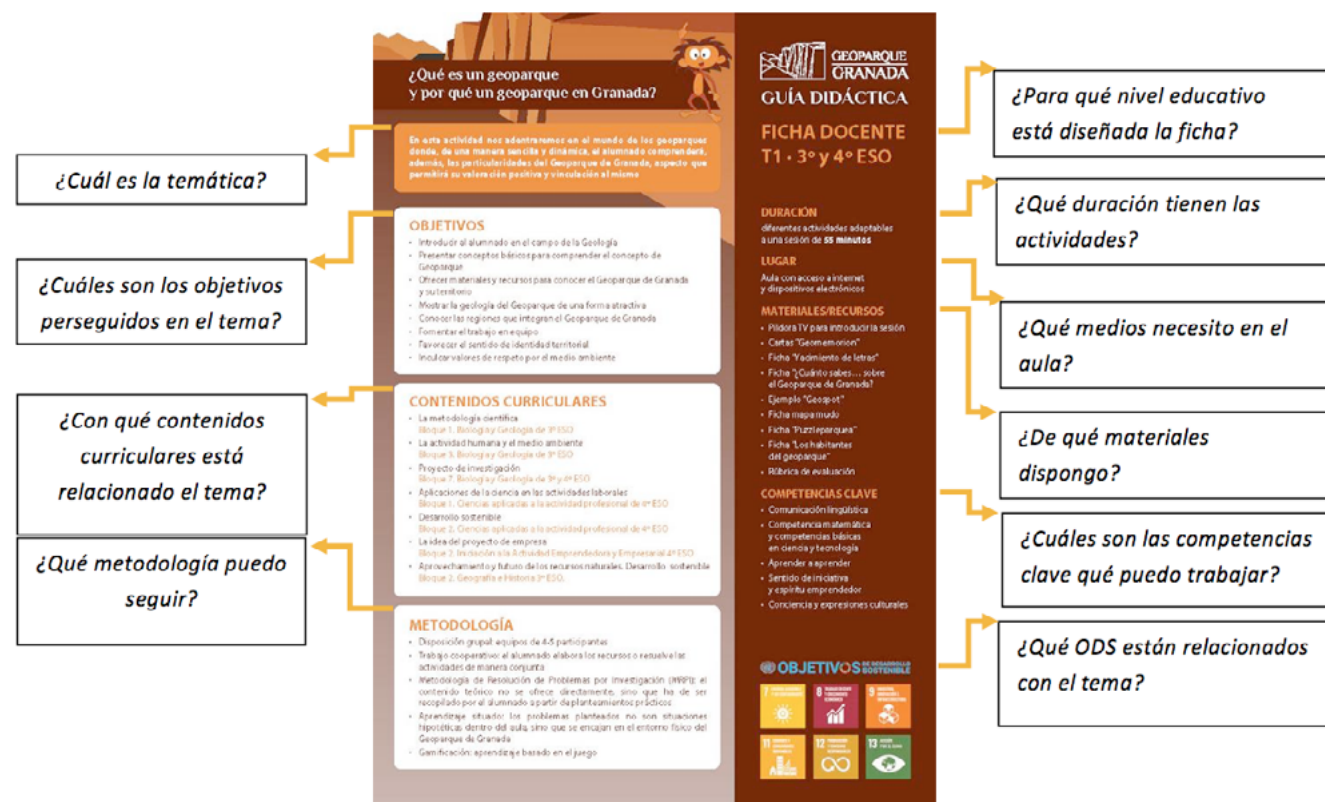 ¿Cuál es la temática?
¿Cuáles son los objetivos
perseguidos en el tema?
¿Con qué contenidos
curriculares está
relacionado el tema?
¿Qué metodología puedo
seguir?
¿Qué es un geoparque
y por qué un geoparque en Granada?
En esta actividad nos adentraremos en el mundo de los geoparques
donde, de una manera sencilla y dinámica, el alumnado comprenderá,
además, las particularidades del Geoparque de Granada, aspecto que
permitirá su valoración positiva y vinculación al mismo
OBJETIVOS
• Introducir al alumnado en el campo de la Geología
• Presentar conceptos básicos para comprender el concepto de
Geoparque
• Ofrecer materiales y recursos para conocer el Geoparque de Granada
y su territorio
• Mostrar la geología del Geoparque de una forma atractiva
• Conocer las regiones que integran el Geoparque de Granada
• Fomentar el trabajo en equipo
• Favorecer el sentido de identidad territorial
• Inculcar valores de respeto por el medio ambiente
CONTENIDOS CURRICULARES
• La metodología científica
Bloque 1. Biología y Geología de 3º ESO
• La actividad humana y el medio ambiente
Bloque 3. Biología y Geología de 3º ESO
• Proyecto de investigación
Bloque 7. Biología y Geología de 3º y 4º ESO
• Aplicaciones de la ciencia en las actividades laborales
Bloque 1. Ciencias aplicadas a la actividad profesional de 4º ESO
• Desarrollo sostenible
Bloque 2. Ciencias aplicadas a la actividad profesional de 4º ESO
• La idea del proyecto de empresa
Bloque 2. Iniciación a la Actividad Emprendedora y Empresarial 4º ESO
• Aprovechamiento y futuro de los recursos naturales. Desarrollo sostenible
Bloque 2. Geografía e Historia 3º ESO.
METODOLOGÍA
• Disposición grupal: equipos de 4-5 participantes
• Trabajo cooperativo: el alumnado elabora los recursos o resuelve las
actividades de manera conjunta
• Metodología de Resolución de Problemas por Investigación (MRPI): el
contenido teórico no se ofrece directamente, sino que ha de ser
recopilado por el alumnado a partir de planteamientos prácticos
• Aprendizaje situado: los problemas planteados no son situaciones
hipotéticas dentro del aula, sino que se encajan en el entorno físico del
Geoparque de Granada
• Gamificación: aprendizaje basado en el juego
GEOPARQUE
GRANADA
GUÍA DIDÁCTICA
FICHA DOCENTE
T1 · 3º y 4º ESO
DURACIÓN
diferentes actividades adaptables
a una sesión de 55 minutos
LUGAR
Aula con acceso a internet
y dispositivos electrónicos
MATERIALES/RECURSOS
• Píldora TV para introducir la sesión
• Cartas "Geomemorion"
• Ficha "Yacimiento de letras"
• Ficha "¿Cuánto sabes... sobre
el Geoparque de Granada?
• Ejemplo "Geospot"
• Ficha mapa mudo
• Ficha "Puzzleparquea"
• Ficha "Los habitantes
del geoparque"
• Rúbrica de evaluación
COMPETENCIAS CLAVE
• Comunicación lingüística
• Competencia matemática
y competencias básicas
en ciencia y tecnología
• Aprender a aprender
• Sentido de iniciativa
y espíritu emprendedor
• Conciencia y expresiones culturales
OBJETIVOS DE DESARROLLO
SOSTENIBLE
7
8
9
11
12
13
¿Para qué nivel educativo
está diseñada la ficha?
¿Qué duración tienen las
actividades?
¿Qué medios necesito en el
aula?
¿De qué materiales
dispongo?
¿Cuáles son las competencias
clave qué puedo trabajar?
¿Qué ODS están relacionados
con el tema?